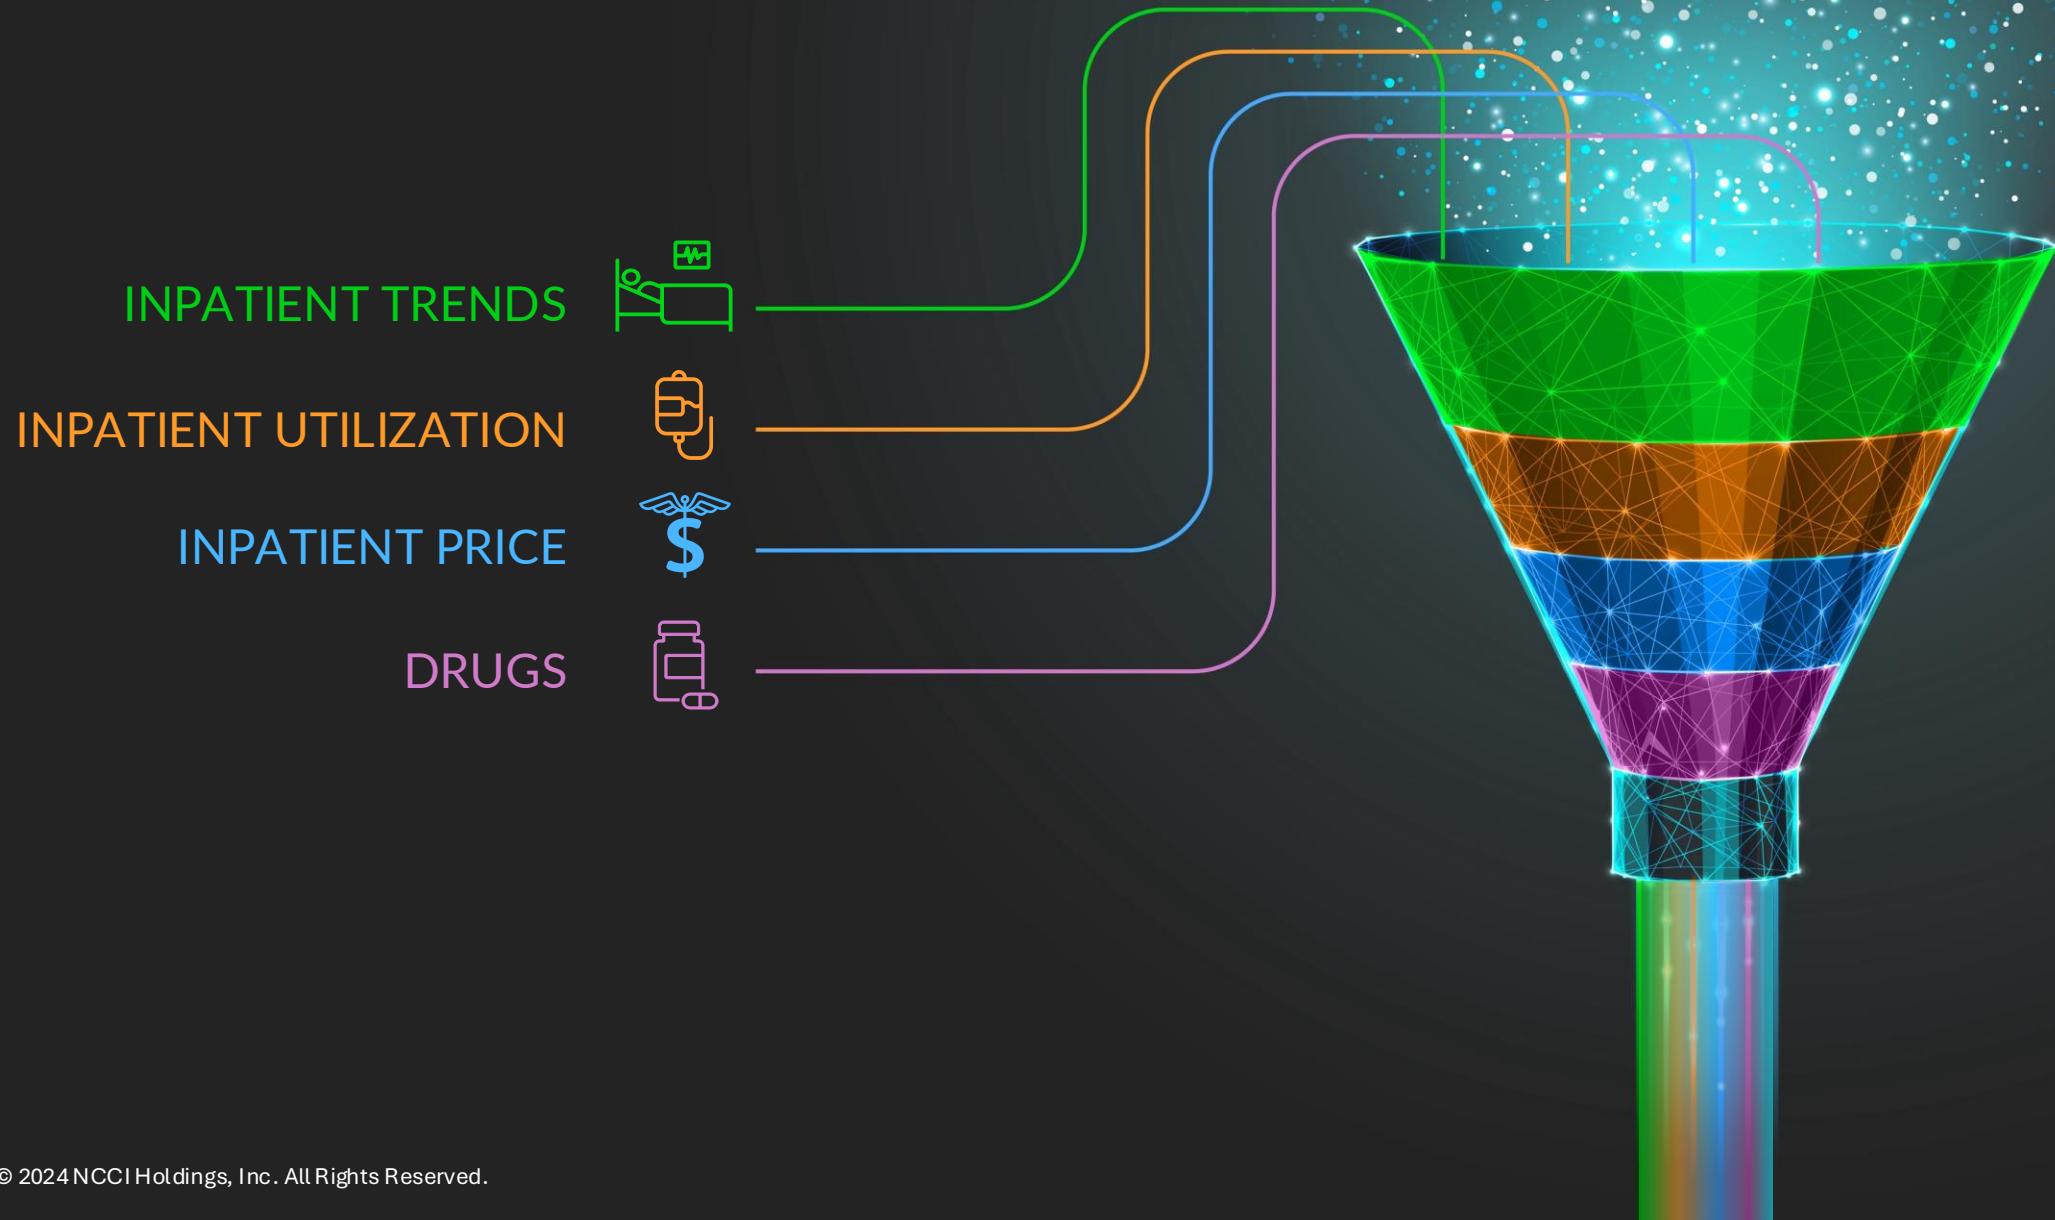 INPATIENT TRENDS
INPATIENT UTILIZATION
INPATIENT PRICE
$
DRUGS
© 2024 NCCI Holdings, Inc. All Rights Reserved.